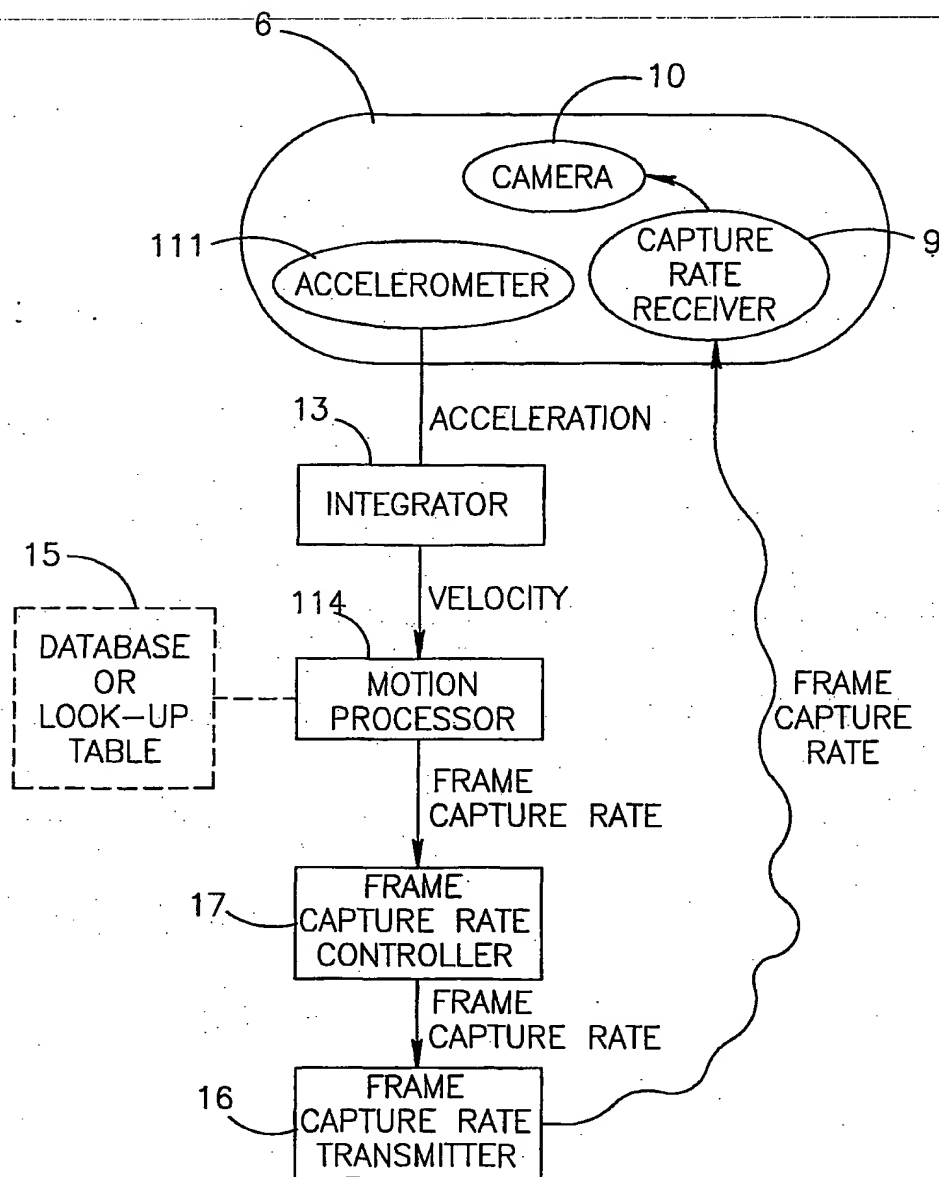 6
10
CAMERA
111
ACCELEROMETER
CAPTURE
RATE
RECEIVER
9
ACCELERATION
13
INTEGRATOR
VELOCITY
15
DATABASE
OR
LOOK-UP
TABLE
114
MOTION
PROCESSOR
FRAME
CAPTURE
RATE
FRAME
CAPTURE RATE
17
FRAME
CAPTURE RATE
CONTROLLER
FRAME
CAPTURE RATE
16
FRAME
CAPTURE RATE
TRANSMITTER